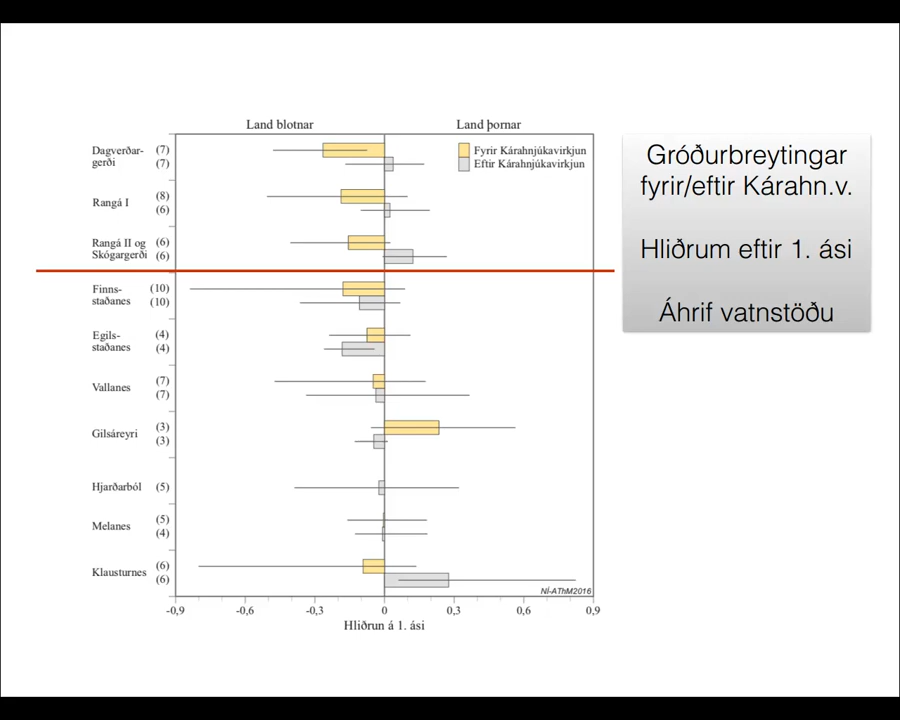 Land blotnar
Land þornar
Fyrir Kárahnjúkavirkjun
Eftir Kárahnjúkavirkjun
Dagverðar-
gerði
(7)
(7)
Rangá I
(8)
(6)
Rangá II og
Skógargerði
(6)
(6)
Finns-
staðanes
(10)
(10)
Egils-
staðanes
(4)
(4)
Vallanes
(7)
(7)
Gilsáreyri
(3)
(3)
Hjarðarból (5)
Melanes
(5)
(4)
Klausturnes
(6)
(6)
NÍ-AThM2016
-0,9 -0,6 -0,3 0 0,3 0,6 0,9
Hliðrun á 1. ási
Gróðurbreytingar
fyrir/eftir Kárahn.v.
Hliðrum eftir 1. ási
Áhrif vatnstöðu